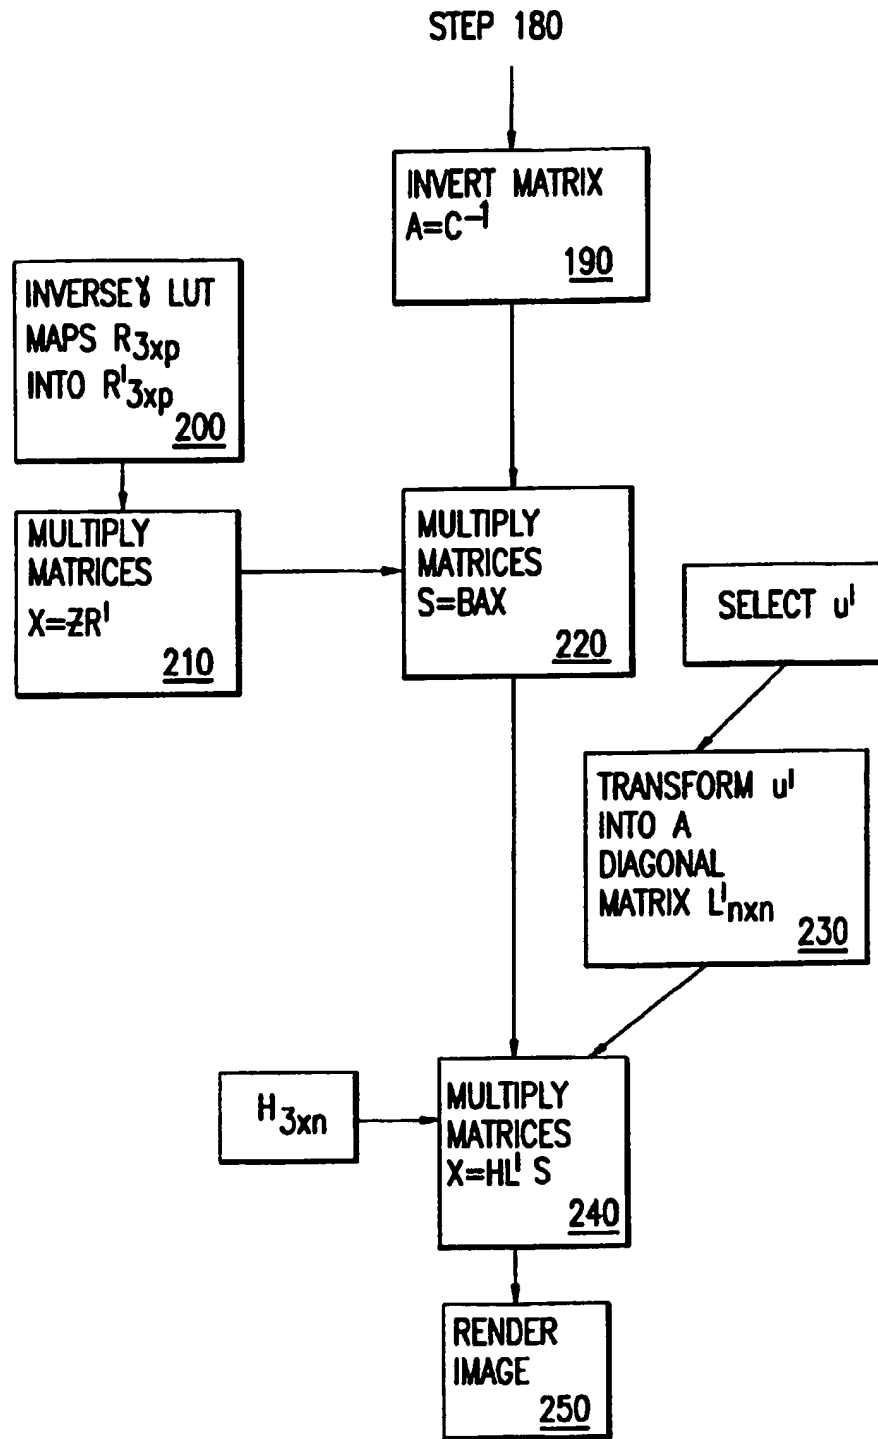 STEP 180
INVERT MATRIX
A=C⁻¹
190
INVERSE γ LUT
MAPS R₃ₓₚ
INTO R'₃ₓₚ
200
MULTIPLY
MATRICES
X=ZR'
210
MULTIPLY
MATRICES
S=BAX
220
SELECT u'
TRANSFORM u'
INTO A
DIAGONAL
MATRIX L'ₙₓₙ
230
H₃ₓₙ
MULTIPLY
MATRICES
X=HL' S
240
RENDER
IMAGE
250